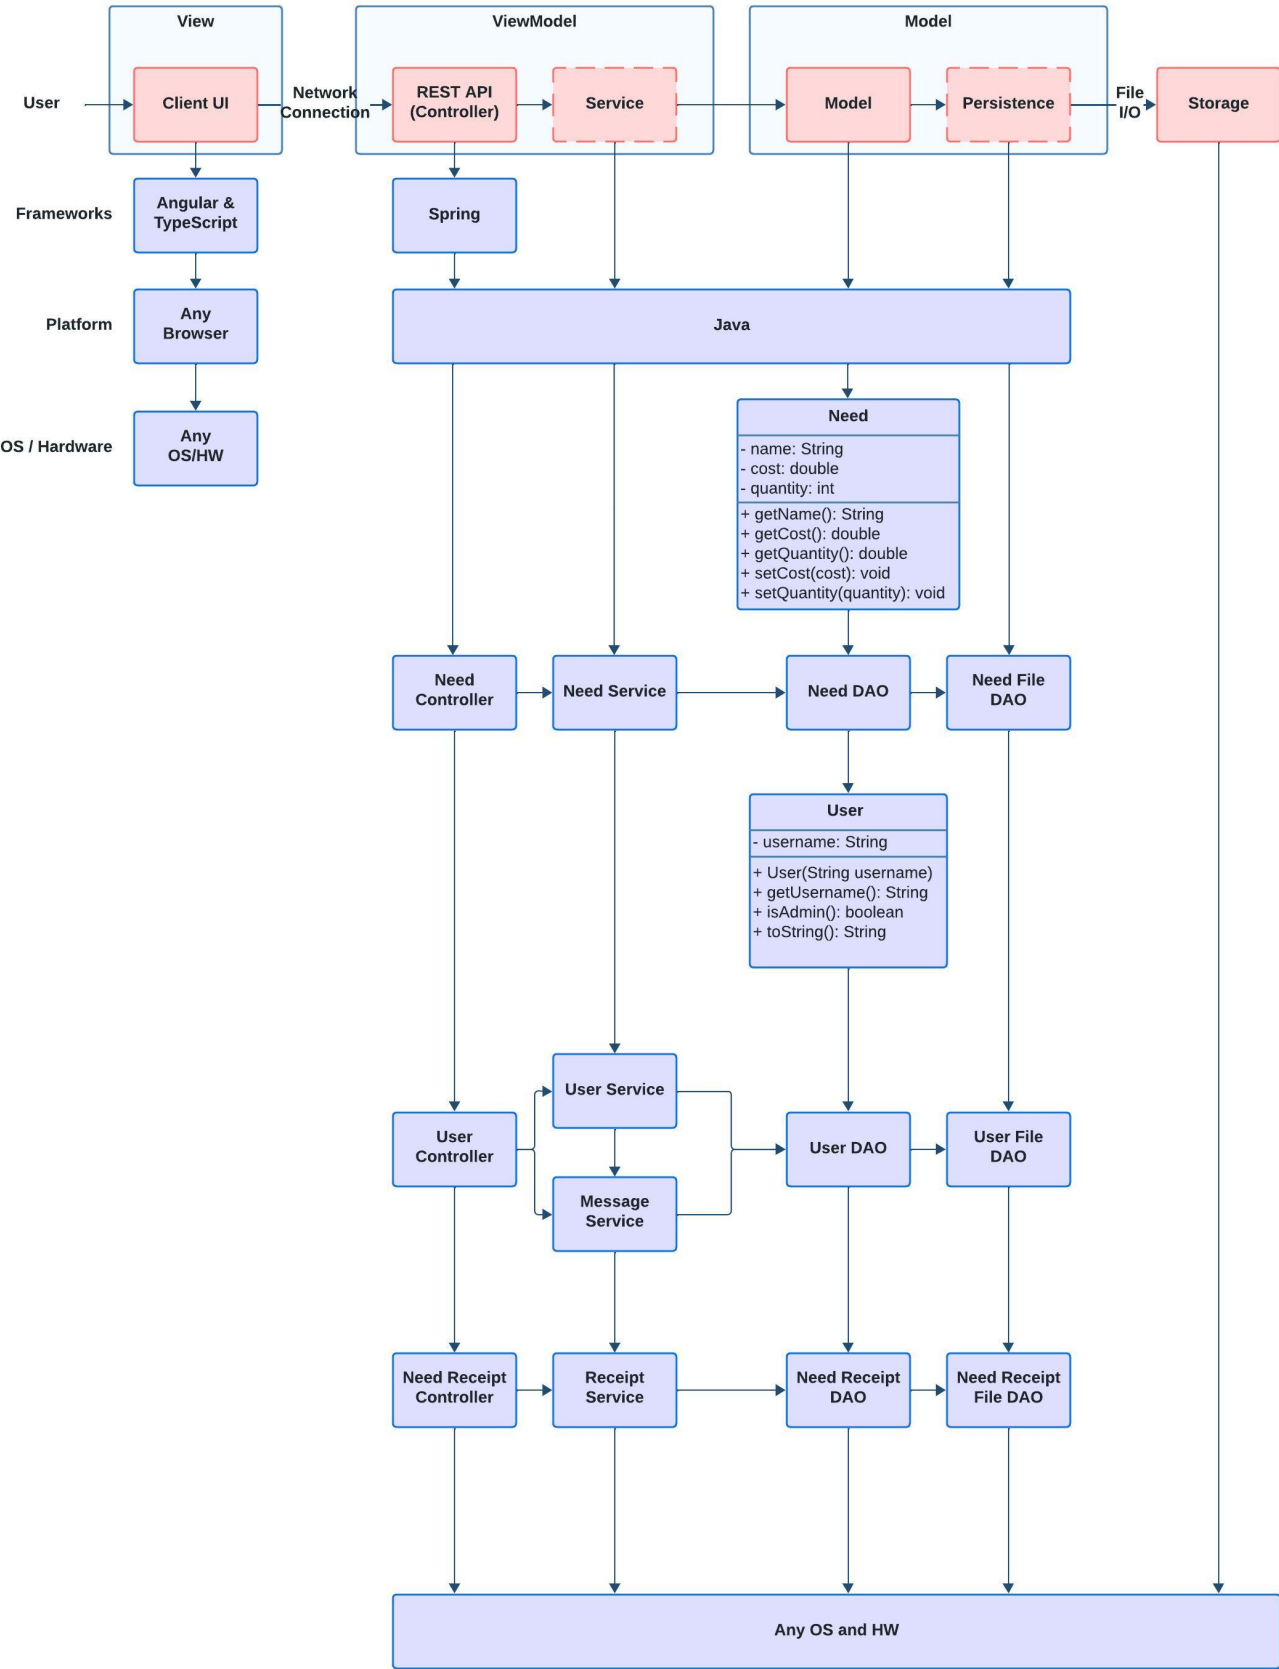 View
ViewModel
Model
User
Client UI
Network
Connection
REST API
(Controller)
Service
Model
Persistence
File
I/O
Storage
Frameworks
Angular &
TypeScript
Spring
Platform
Any
Browser
Java
OS / Hardware
Any
OS/HW
Need
- name: String
- cost: double
- quantity: int
+ getName(): String
+ getCost(): double
+ getQuantity(): double
+ setCost(cost): void
+ setQuantity(quantity): void
Need
Controller
Need Service
Need DAO
Need File
DAO
User
- username: String
+ User(String username)
+ getUsername(): String
+ isAdmin(): boolean
+ toString(): String
User Service
User
Controller
User DAO
User File
DAO
Message
Service
Need Receipt
Controller
Receipt
Service
Need Receipt
DAO
Need Receipt
File DAO
Any OS and HW